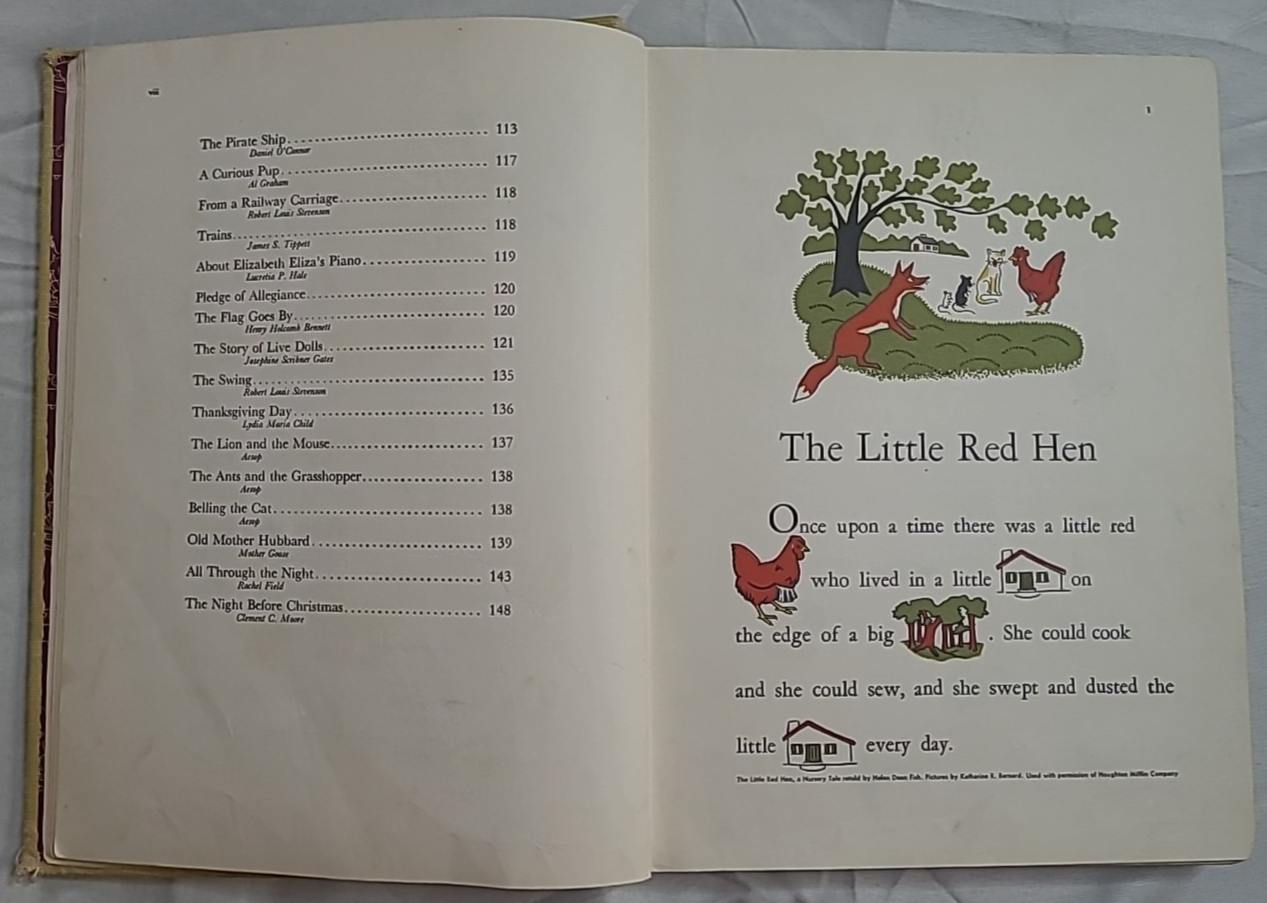 viii
The Pirate Ship 113
Daniel O'Connor
A Curious Pup 117
Al Graham
From a Railway Carriage 118
Robert Louis Stevenson
Trains 118
James S. Tippett
About Elizabeth Eliza's Piano 119
Lucretia P. Hale
Pledge of Allegiance 120
The Flag Goes By 120
Henry Holcomb Bennett
The Story of Live Dolls 121
Josephine Scribner Gates
The Swing 135
Robert Louis Stevenson
Thanksgiving Day 136
Lydia Maria Child
The Lion and the Mouse 137
Aesop
The Ants and the Grasshopper 138
Aesop
Belling the Cat 138
Aesop
Old Mother Hubbard 139
Mother Goose
All Through the Night 143
Rachel Field
The Night Before Christmas 148
Clement C. Moore
1
The Little Red Hen
Once upon a time there was a little red
who lived in a little on
the edge of a big . She could cook
and she could sew, and she swept and dusted the
little every day.
The Little Red Hen, a Nursery Tale retold by Helen Dean Fish. Pictures by Katharine R. Bernard. Used with permission of Houghton Mifflin Company